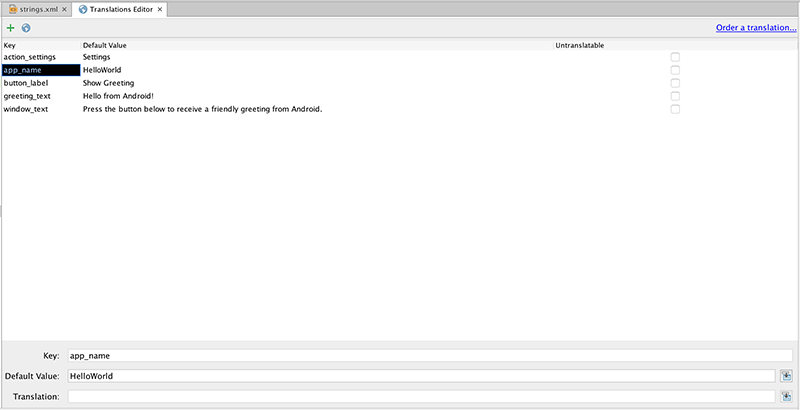 strings.xml Translations Editor
Order a translation...
Key Default Value Untranslatable
action_settings Settings
app_name HelloWorld
button_label Show Greeting
greeting_text Hello from Android!
window_text Press the button below to receive a friendly greeting from Android.
Key: app_name
Default Value: HelloWorld
Translation: